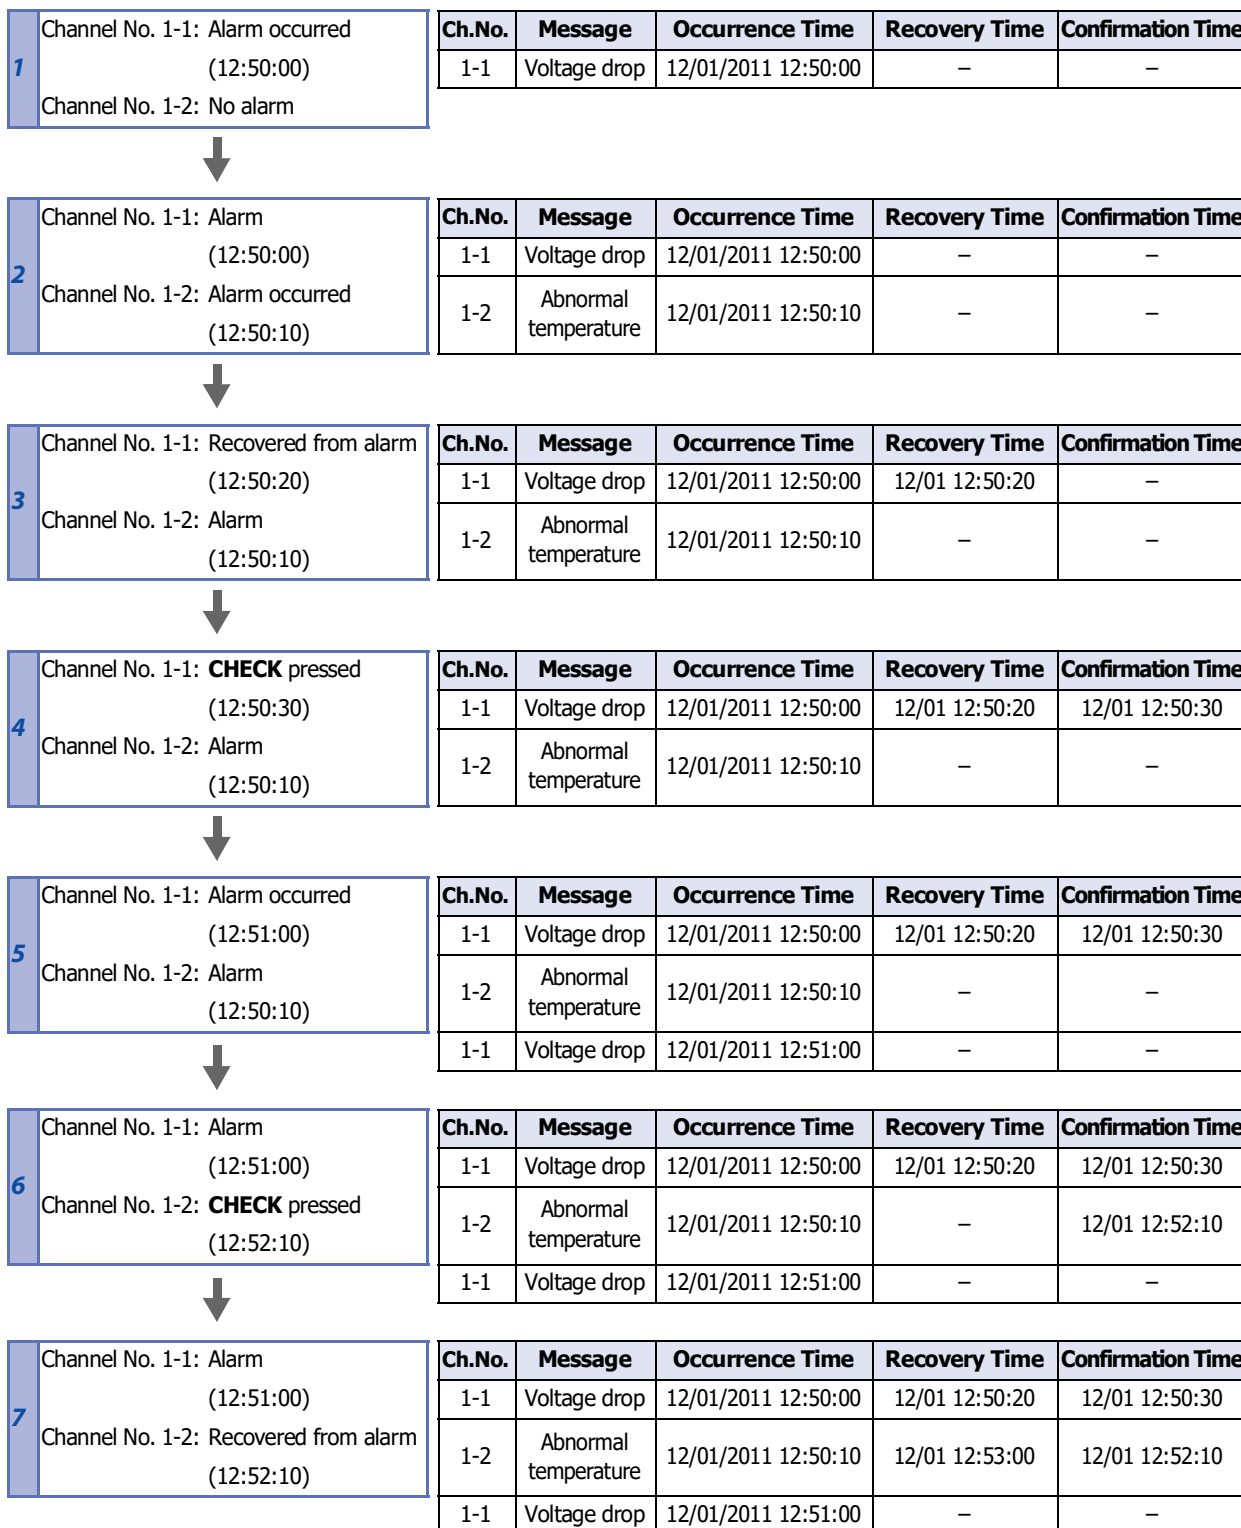 1
Channel No. 1-1: Alarm occurred
(12:50:00)
Channel No. 1-2: No alarm
Ch.No. Message Occurrence Time Recovery Time Confirmation Time
1-1 Voltage drop 12/01/2011 12:50:00 – –
2
Channel No. 1-1: Alarm
(12:50:00)
Channel No. 1-2: Alarm occurred
(12:50:10)
Ch.No. Message Occurrence Time Recovery Time Confirmation Time
1-1 Voltage drop 12/01/2011 12:50:00 – –
1-2 Abnormal temperature 12/01/2011 12:50:10 – –
3
Channel No. 1-1: Recovered from alarm
(12:50:20)
Channel No. 1-2: Alarm
(12:50:10)
Ch.No. Message Occurrence Time Recovery Time Confirmation Time
1-1 Voltage drop 12/01/2011 12:50:00 12/01 12:50:20 –
1-2 Abnormal temperature 12/01/2011 12:50:10 – –
4
Channel No. 1-1: CHECK pressed
(12:50:30)
Channel No. 1-2: Alarm
(12:50:10)
Ch.No. Message Occurrence Time Recovery Time Confirmation Time
1-1 Voltage drop 12/01/2011 12:50:00 12/01 12:50:20 12/01 12:50:30
1-2 Abnormal temperature 12/01/2011 12:50:10 – –
5
Channel No. 1-1: Alarm occurred
(12:51:00)
Channel No. 1-2: Alarm
(12:50:10)
Ch.No. Message Occurrence Time Recovery Time Confirmation Time
1-1 Voltage drop 12/01/2011 12:50:00 12/01 12:50:20 12/01 12:50:30
1-2 Abnormal temperature 12/01/2011 12:50:10 – –
1-1 Voltage drop 12/01/2011 12:51:00 – –
6
Channel No. 1-1: Alarm
(12:51:00)
Channel No. 1-2: CHECK pressed
(12:52:10)
Ch.No. Message Occurrence Time Recovery Time Confirmation Time
1-1 Voltage drop 12/01/2011 12:50:00 12/01 12:50:20 12/01 12:50:30
1-2 Abnormal temperature 12/01/2011 12:50:10 – 12/01 12:52:10
1-1 Voltage drop 12/01/2011 12:51:00 – –
7
Channel No. 1-1: Alarm
(12:51:00)
Channel No. 1-2: Recovered from alarm
(12:52:10)
Ch.No. Message Occurrence Time Recovery Time Confirmation Time
1-1 Voltage drop 12/01/2011 12:50:00 12/01 12:50:20 12/01 12:50:30
1-2 Abnormal temperature 12/01/2011 12:50:10 12/01 12:53:00 12/01 12:52:10
1-1 Voltage drop 12/01/2011 12:51:00 – –